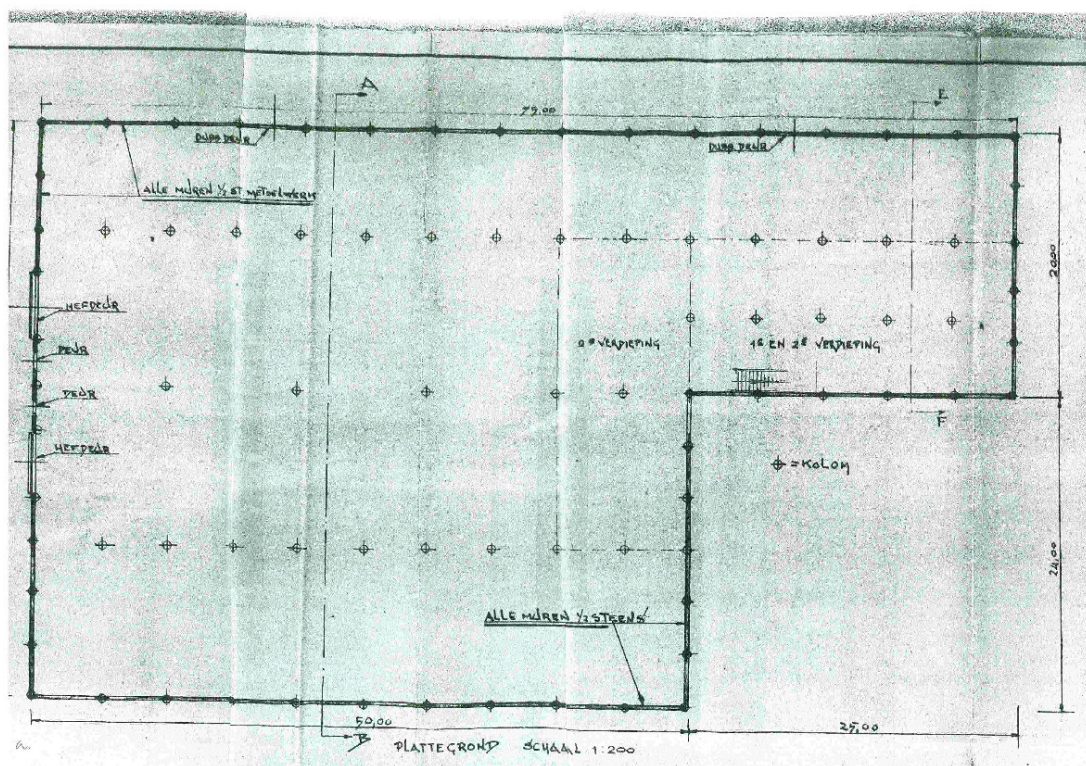 A
E
75,00
DUBB DEUR
DUBB DEUR
ALLE MUREN ½ ST METSELWERK
20,00
HEFDEUR
DEUR
DEUR
HEFDEUR
VERDIEPING
1E EN 2E VERDIEPING
F
= KOLOM
24,00
ALLE MUREN ½ STEENS
50,00
25,00
B
PLATTEGROND SCHAAL 1:200